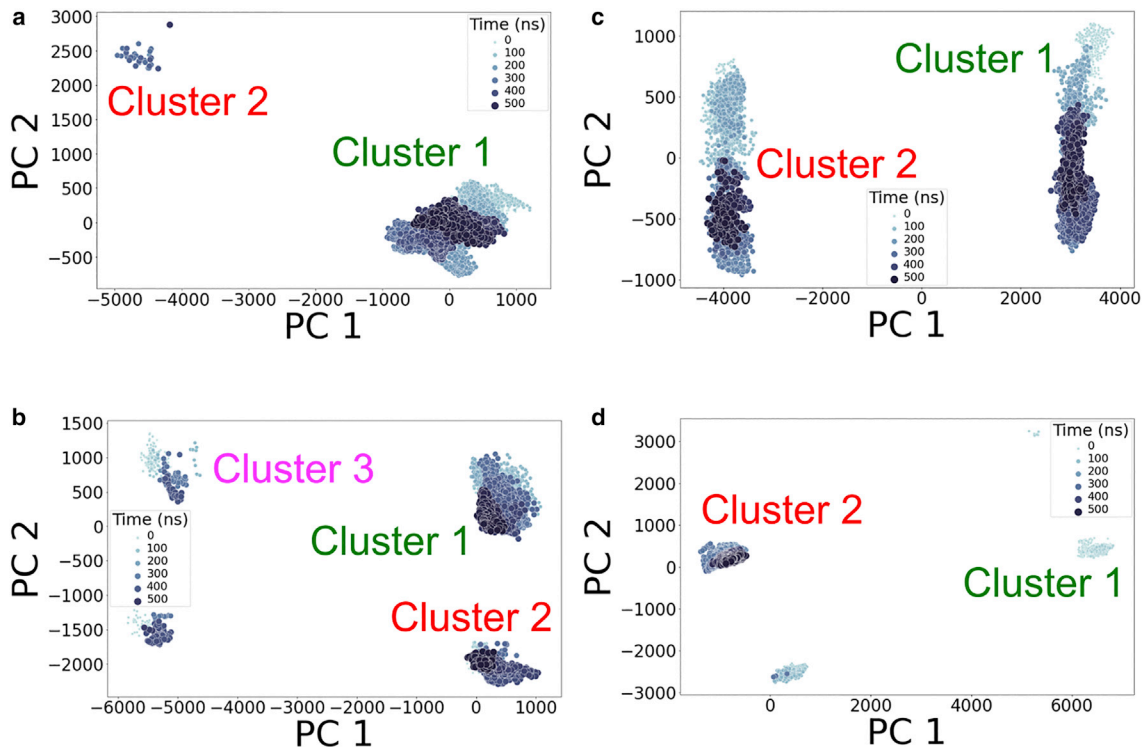 a
3000
2500
2000
1500
1000
500
0
−500
PC 2
−5000 −4000 −3000 −2000 −1000 0 1000
PC 1
Cluster 2
Cluster 1
Time (ns)
0
100
200
300
400
500
c
1000
500
0
−500
−1000
PC 2
−4000 −2000 0 2000 4000
PC 1
Cluster 1
Cluster 2
Time (ns)
0
100
200
300
400
500
b
1500
1000
500
0
−500
−1000
−1500
−2000
PC 2
−6000 −5000 −4000 −3000 −2000 −1000 0 1000
PC 1
Cluster 3
Cluster 1
Cluster 2
Time (ns)
0
100
200
300
400
500
d
3000
2000
1000
0
−1000
−2000
−3000
PC 2
0 2000 4000 6000
PC 1
Cluster 2
Cluster 1
Time (ns)
0
100
200
300
400
500